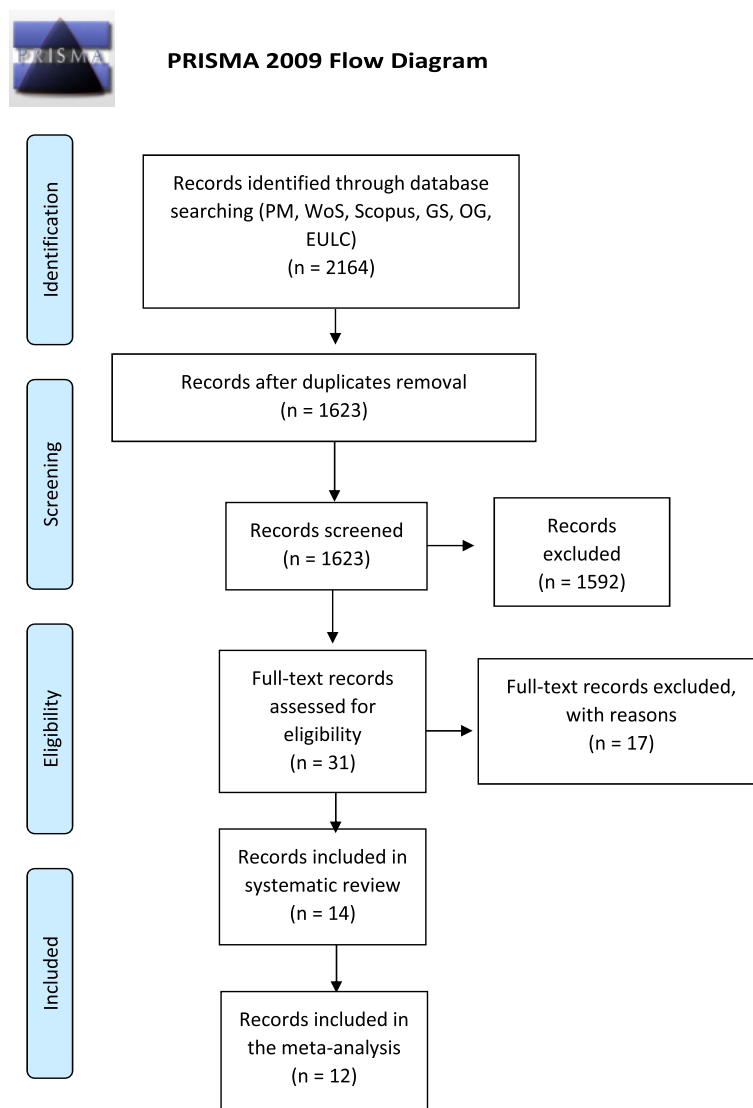 PRISMA
PRISMA 2009 Flow Diagram
Identification
Records identified through database
searching (PM, WoS, Scopus, GS, OG,
EULC)
(n = 2164)
Records after duplicates removal
(n = 1623)
Screening
Records screened
(n = 1623)
Records
excluded
(n = 1592)
Eligibility
Full-text records
assessed for
eligibility
(n = 31)
Full-text records excluded,
with reasons
(n = 17)
Included
Records included in
systematic review
(n = 14)
Records included in
the meta-analysis
(n = 12)